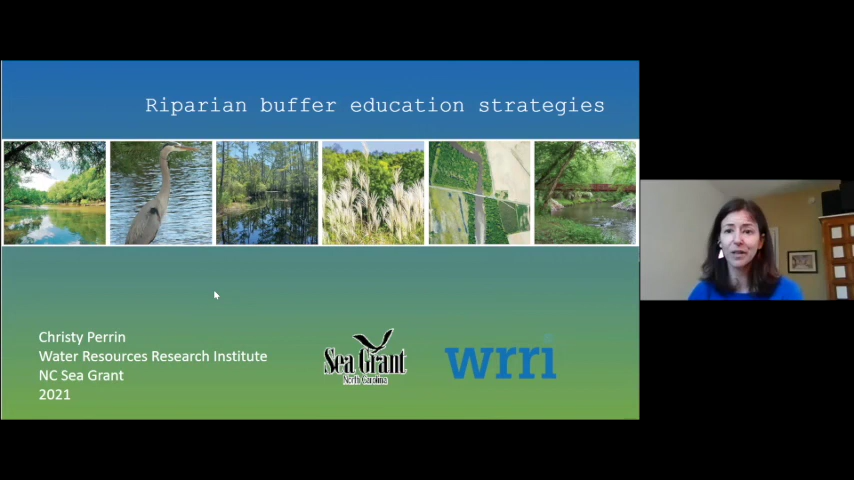 Riparian buffer education strategies
Christy Perrin
Water Resources Research Institute
NC Sea Grant
2021
Sea Grant
North Carolina
wrri